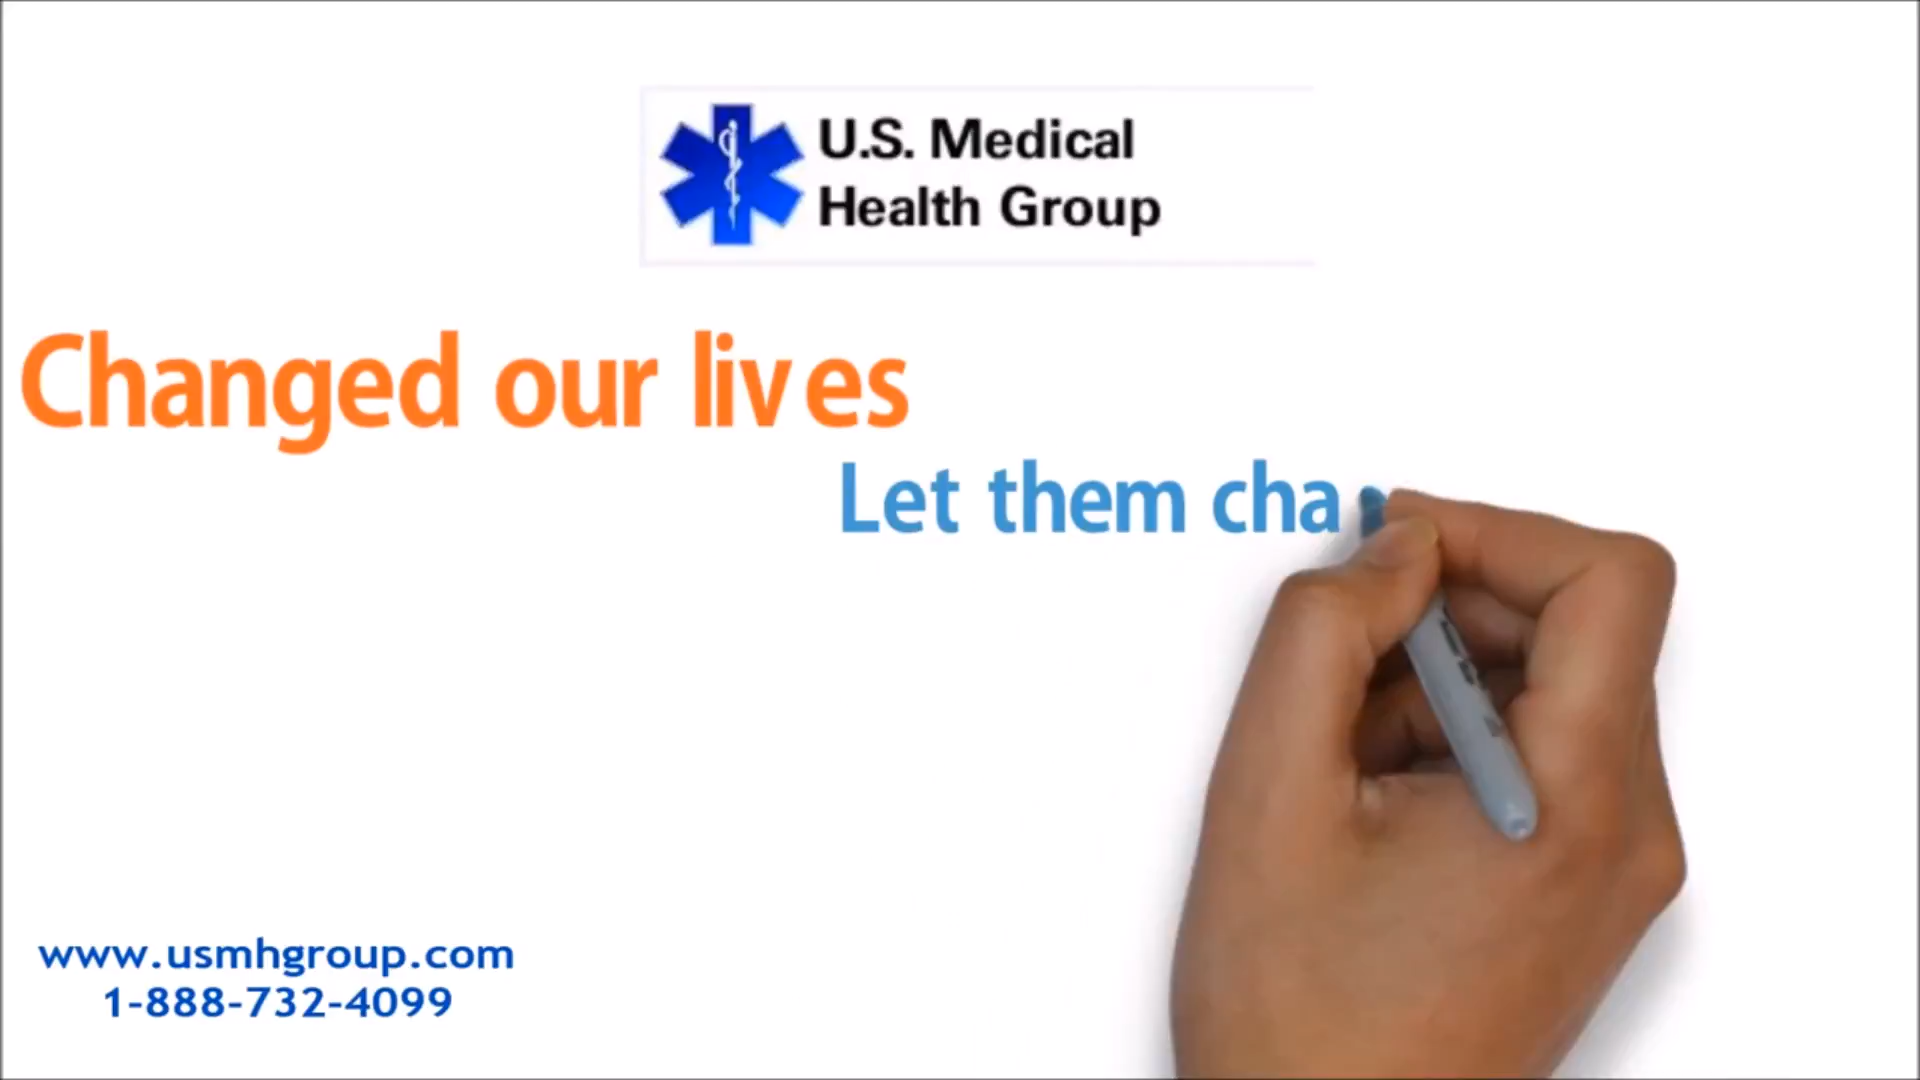 U.S. Medical
Health Group
Changed our lives
Let them cha
www.usmhgroup.com
1-888-732-4099